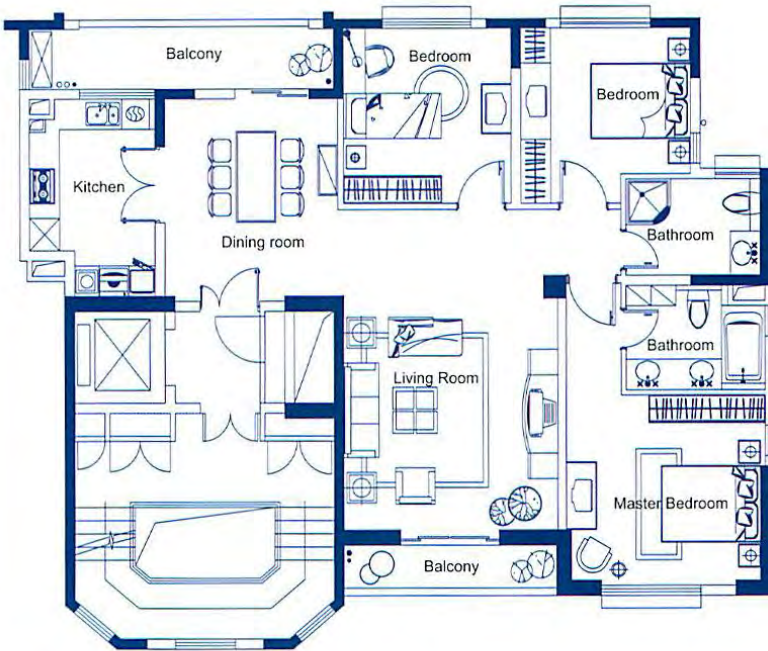 Balcony
Bedroom
Bedroom
Kitchen
Dining room
Bathroom
Bathroom
Living Room
Master Bedroom
Balcony